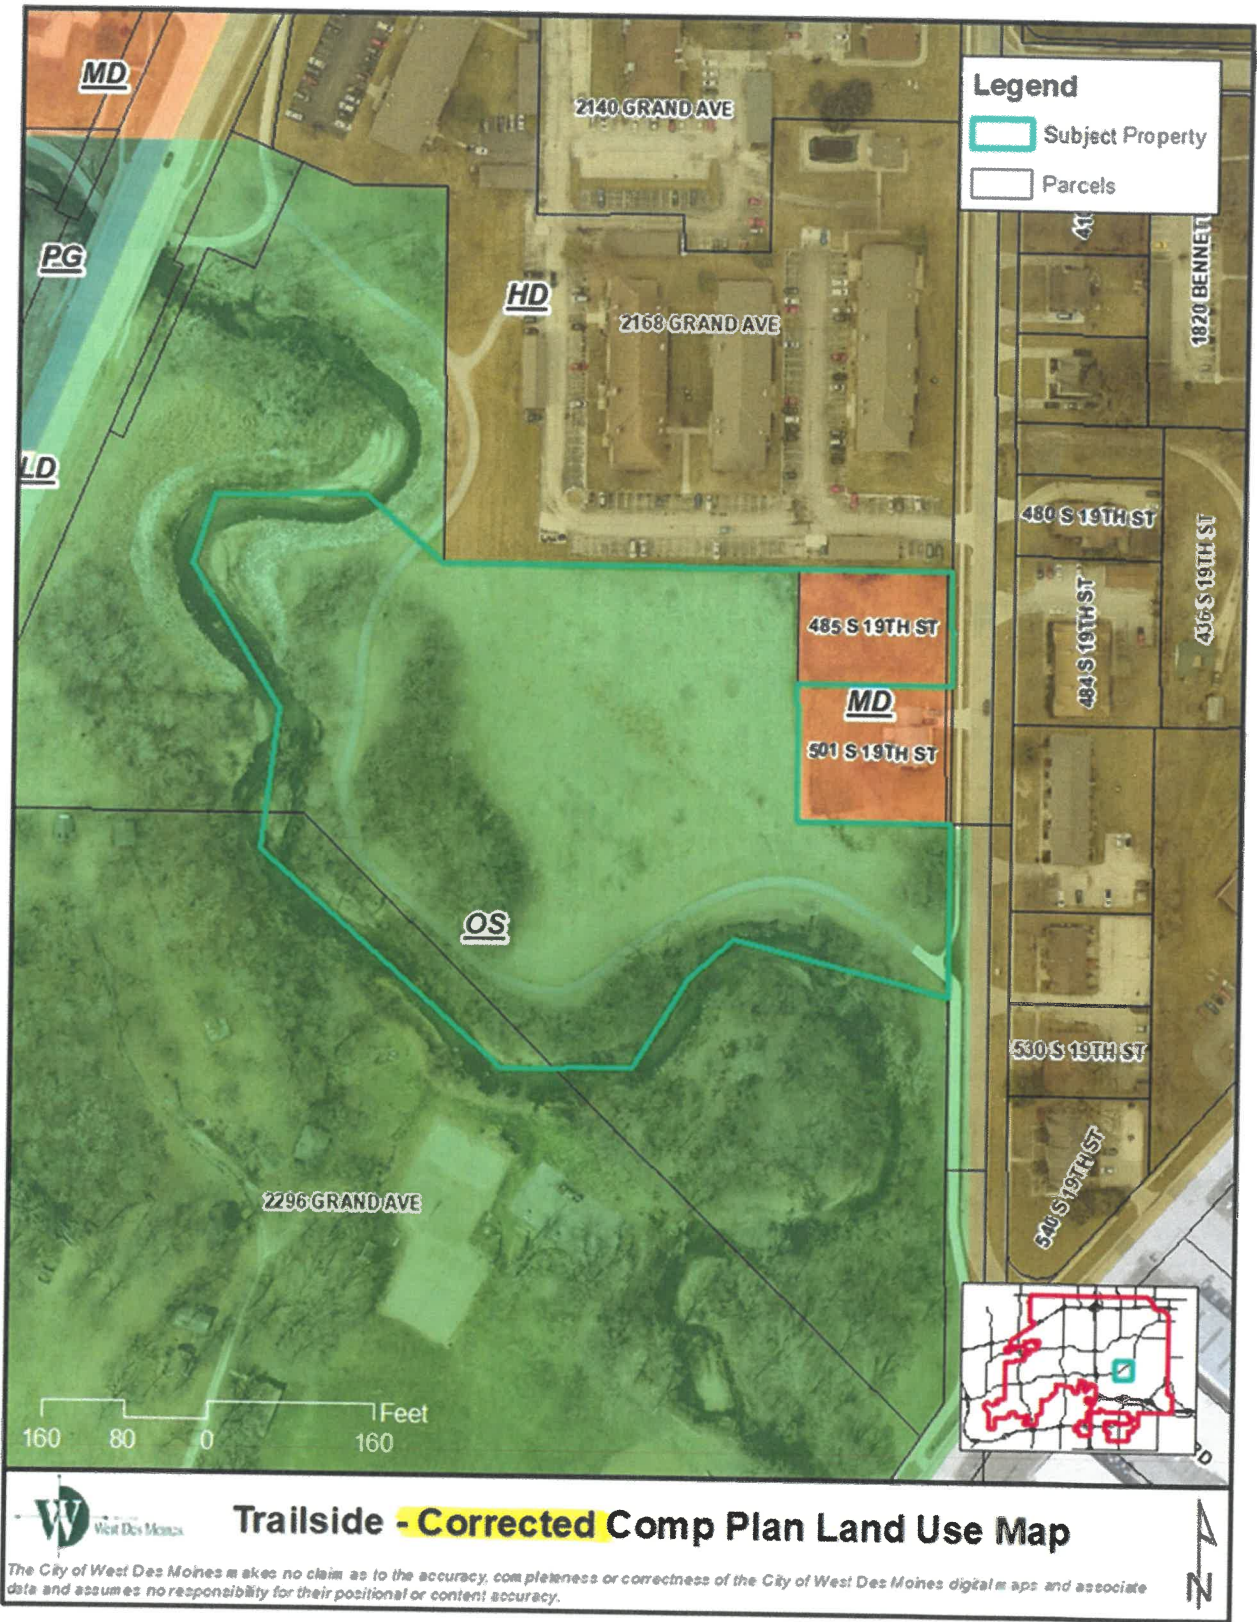 MD
2140 GRAND AVE
Legend
Subject Property
Parcels
PG
HD
2168 GRAND AVE
1820 BENNETT
LD
480 S 19TH ST
436 S 19TH ST
484 S 19TH ST
485 S 19TH ST
MD
501 S 19TH ST
OS
530 S 19TH ST
540 S 19TH ST
2296 GRAND AVE
Feet
160 80 0 160
RD
W West Des Moines
Trailside - Corrected Comp Plan Land Use Map
The City of West Des Moines makes no claim as to the accuracy, completeness or correctness of the City of West Des Moines digital maps and associate
data and assumes no responsibility for their positional or content accuracy.
N